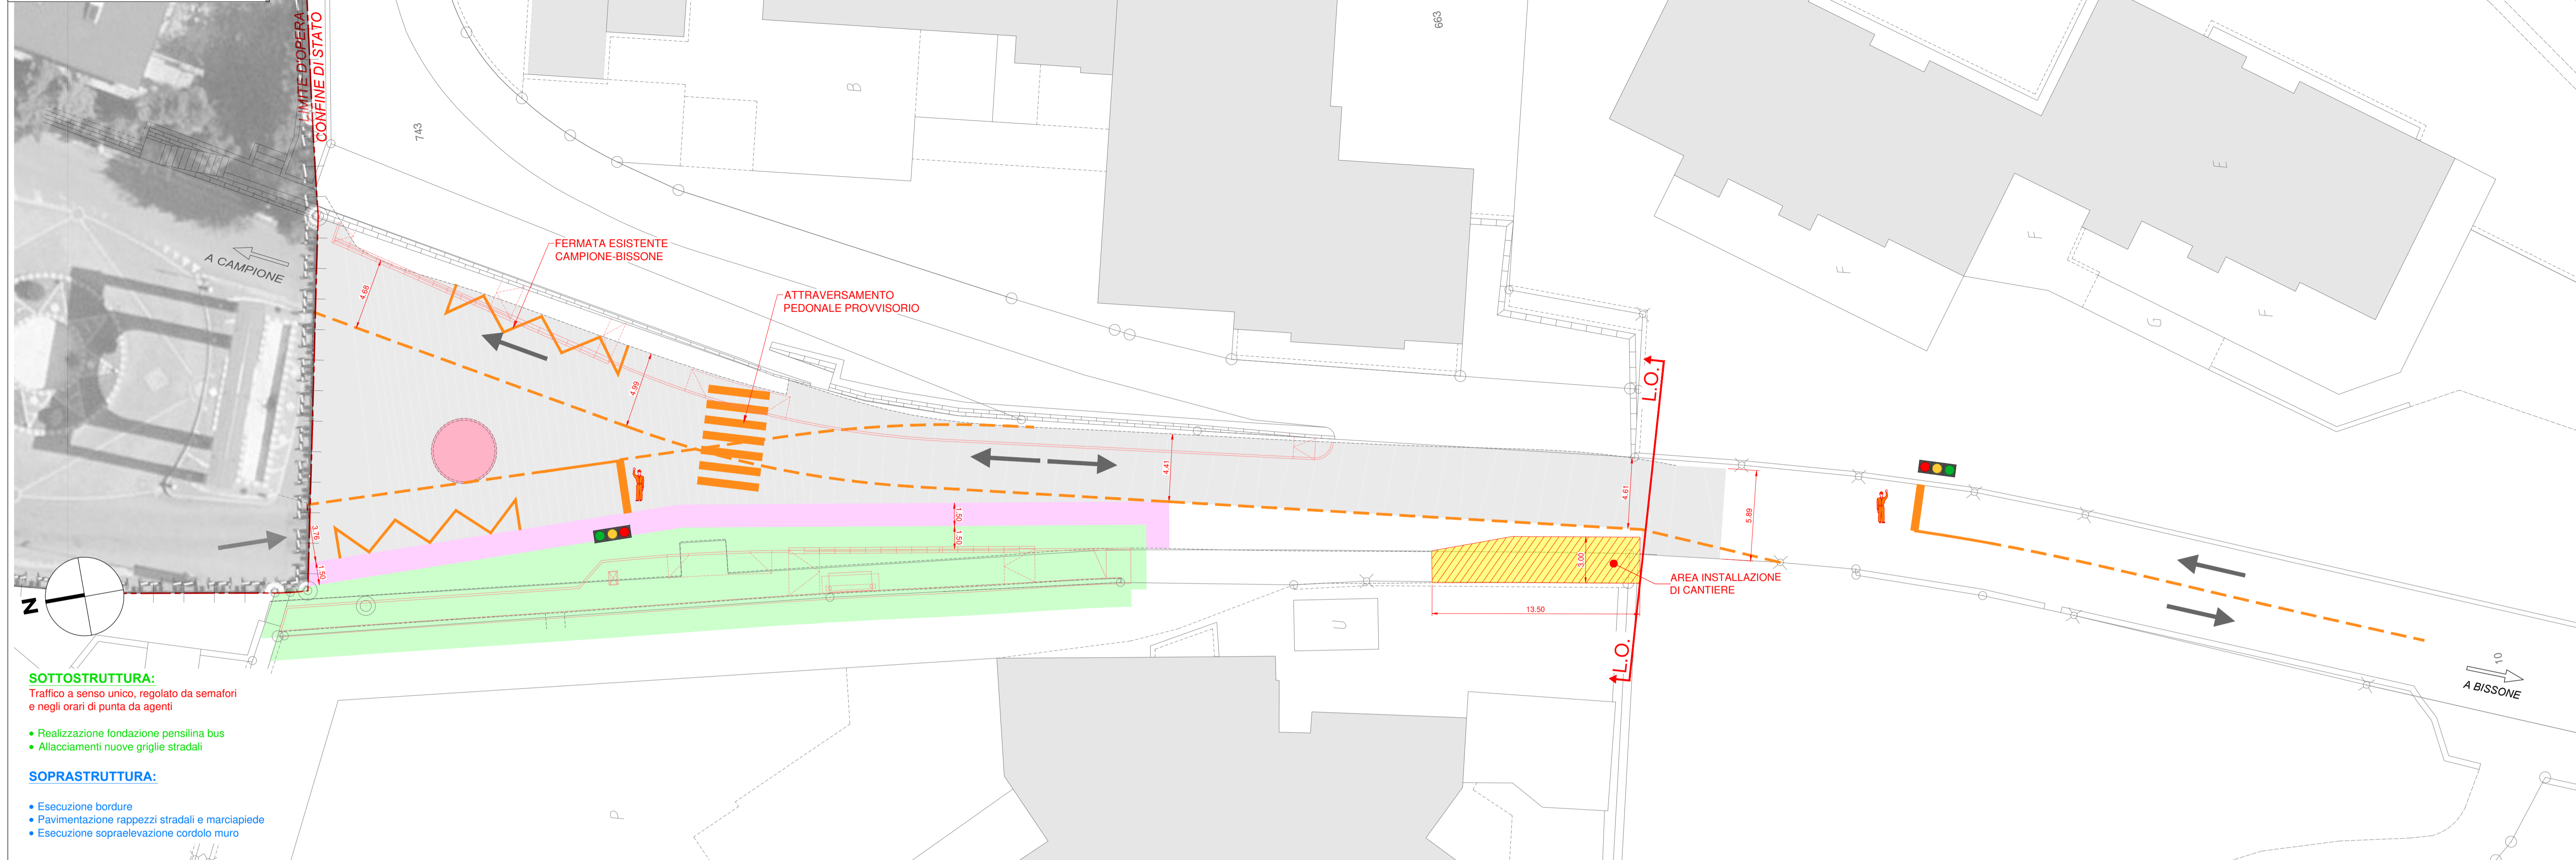 LIMITE D'OPERA
CONFINE DI STATO
743
B
663
E
E
F
F
F
G
A CAMPIONE
FERMATA ESISTENTE
CAMPIONE-BISSONE
ATTRAVERSAMENTO
PEDONALE PROVVISORIO
4.68
4.99
4.41
4.61
5.89
L.O.
3.76
1.50
1.50
1.50
3.00
13.50
AREA INSTALLAZIONE
DI CANTIERE
L.O.
U
P
10
A BISSONE
N
SOTTOSTRUTTURA:
Traffico a senso unico, regolato da semafori
e negli orari di punta da agenti
• Realizzazione fondazione pensilina bus
• Allacciamenti nuove griglie stradali
SOPRASTRUTTURA:
• Esecuzione bordure
• Pavimentazione rappezzi stradali e marciapiede
• Esecuzione sopraelevazione cordolo muro